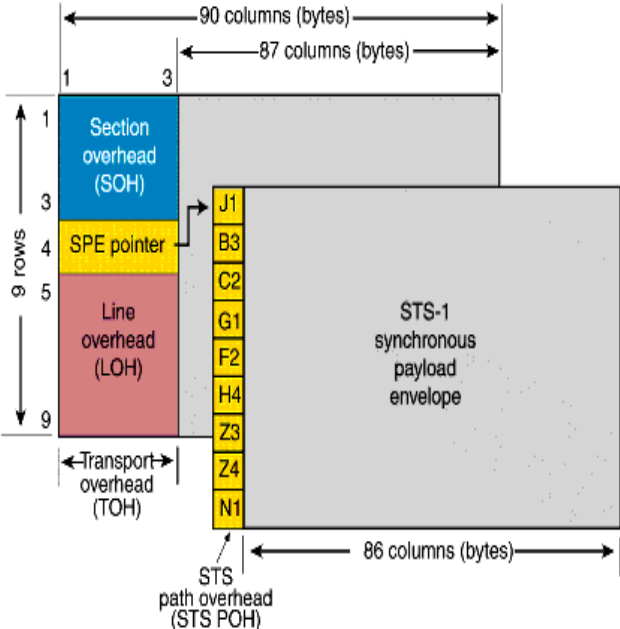 90 columns (bytes)
87 columns (bytes)
1
3
1
3
4
5
9
9 rows
Section
overhead
(SOH)
SPE pointer
Line
overhead
(LOH)
Transport
overhead
(TOH)
J1
B3
C2
G1
F2
H4
Z3
Z4
N1
STS-1
synchronous
payload
envelope
86 columns (bytes)
STS
path overhead
(STS POH)